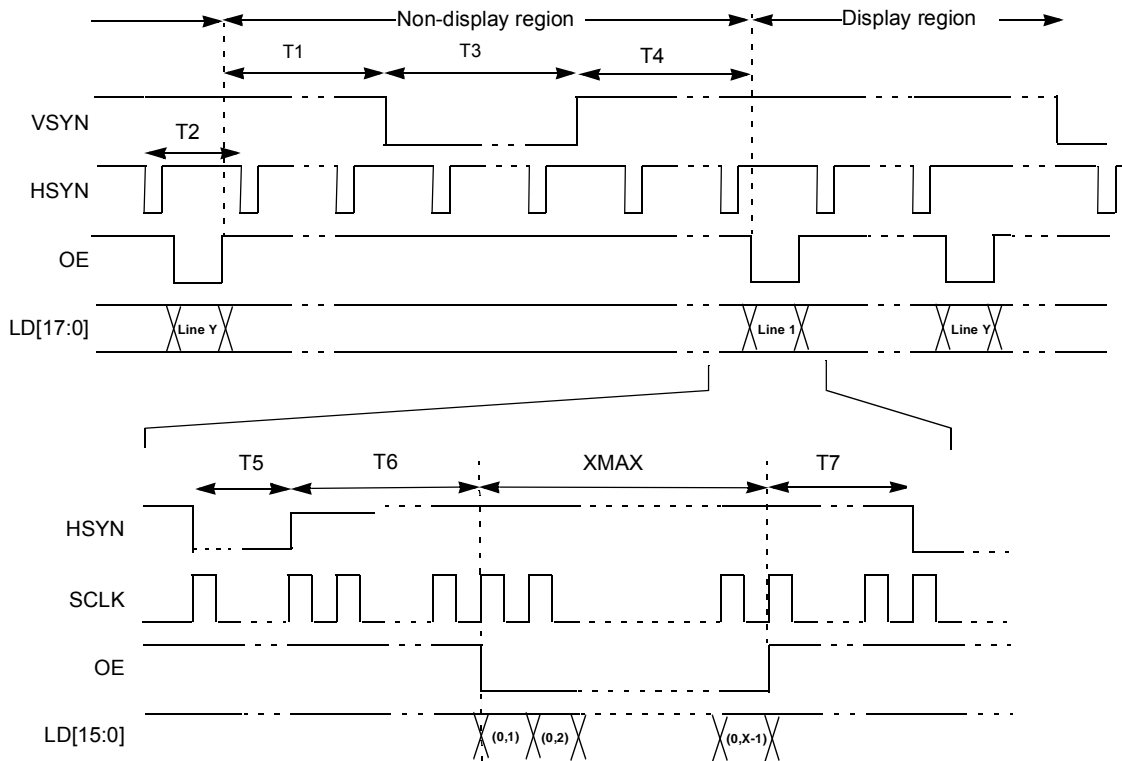 Non-display region
Display region
T1
T3
T4
VSYN
T2
HSYN
OE
LD[17:0]
Line Y
Line 1
Line Y
T5
T6
XMAX
T7
HSYN
SCLK
OE
LD[15:0]
(0,1)
(0,2)
(0,X-1)